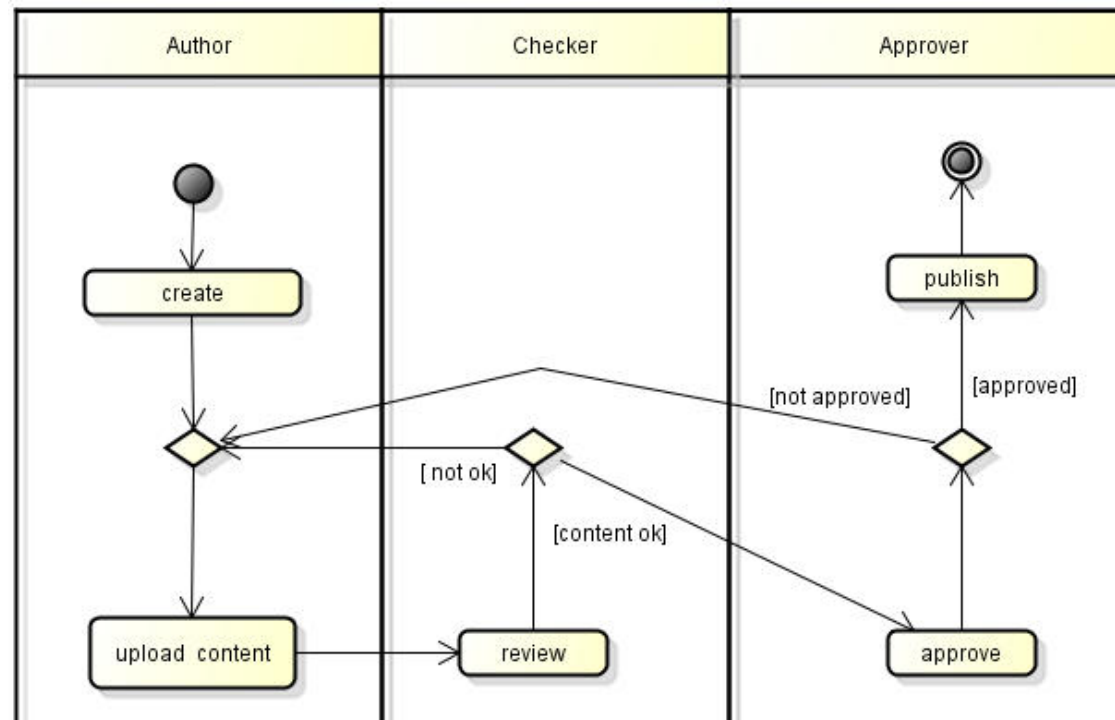 Author
Checker
Approver
create
publish
[not approved]
[approved]
[ not ok]
[content ok]
upload content
review
approve